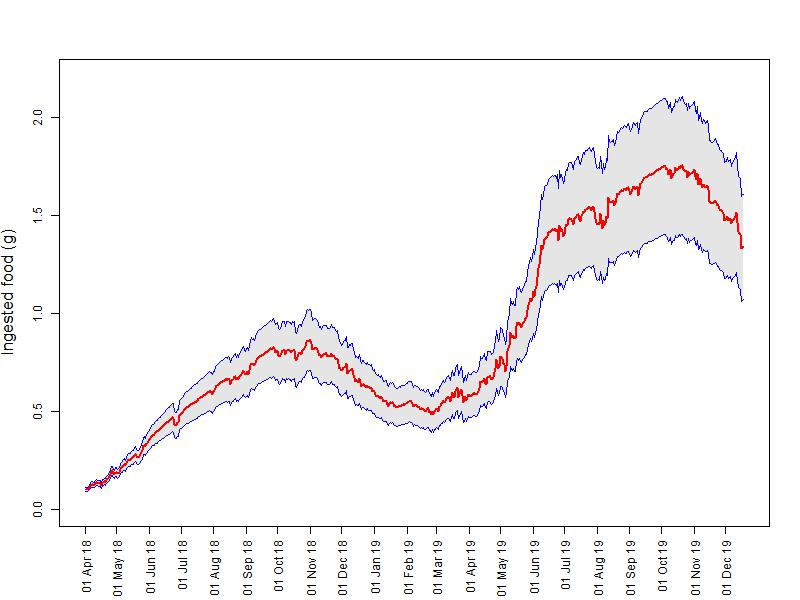 Ingested food (g)
2.0
1.5
1.0
0.5
0.0
01 Apr 18
01 May 18
01 Jun 18
01 Jul 18
01 Aug 18
01 Sep 18
01 Oct 18
01 Nov 18
01 Dec 18
01 Jan 19
01 Feb 19
01 Mar 19
01 Apr 19
01 May 19
01 Jun 19
01 Jul 19
01 Aug 19
01 Sep 19
01 Oct 19
01 Nov 19
01 Dec 19